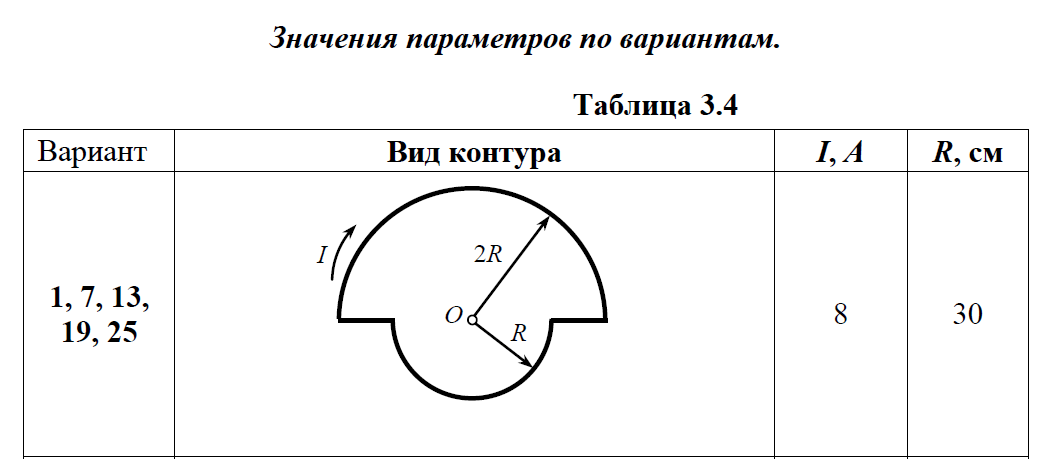 Значения параметров по вариантам.
Таблица 3.4
Вариант Вид контура I, А R, см
I 2R
O R
1, 7, 13,
19, 25
8 30